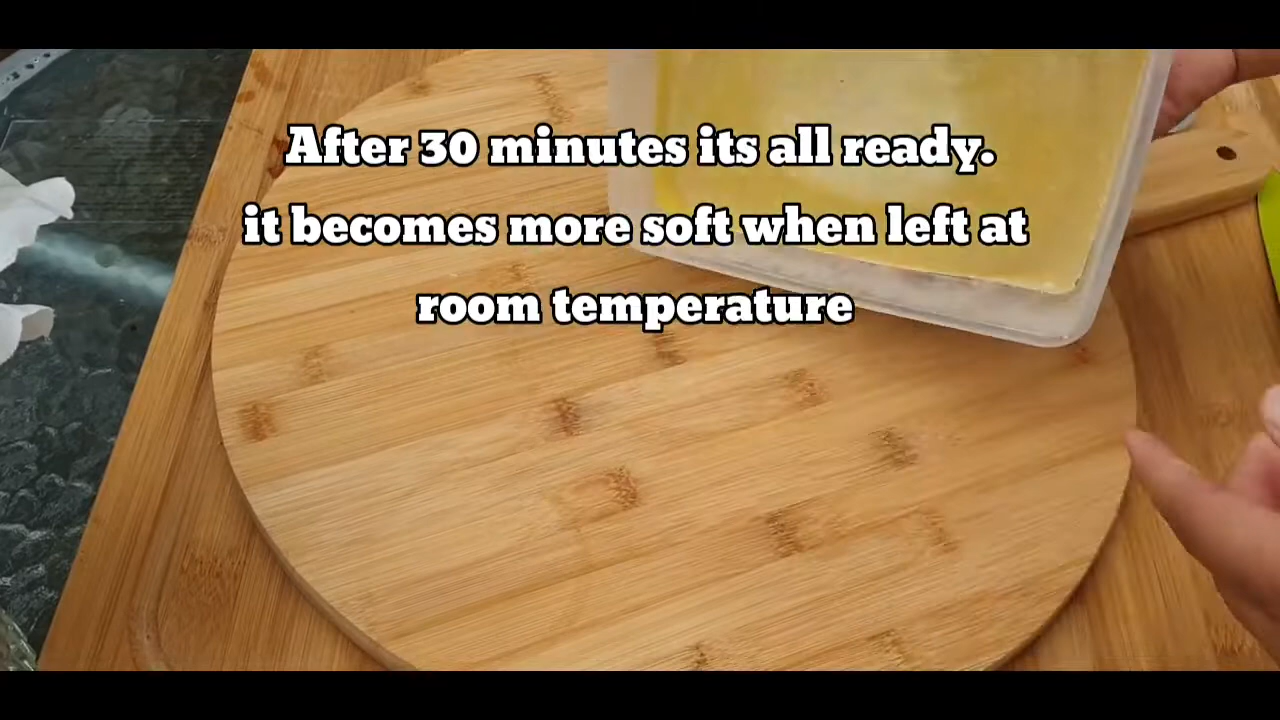 After 30 minutes its all ready.
it becomes more soft when left at
room temperature